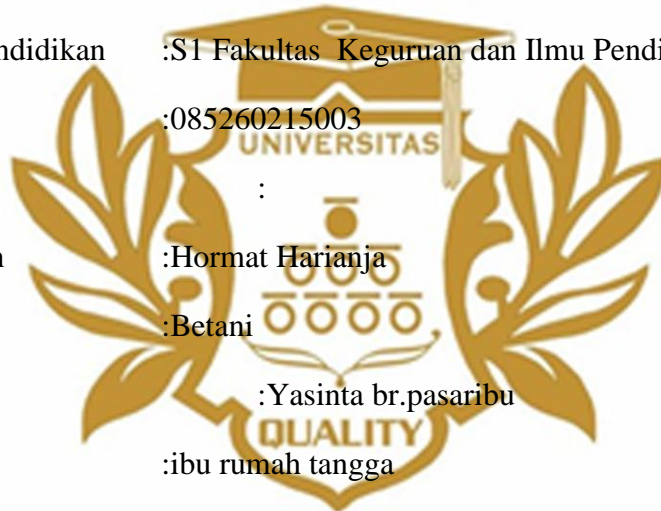 ndidikan :S1 Fakultas Keguruan dan Ilmu Pendi
:085260215003
UNIVERSITAS
:
n :Hormat Harianja
:Betani
:Yasinta br.pasaribu
QUALITY
:ibu rumah tangga